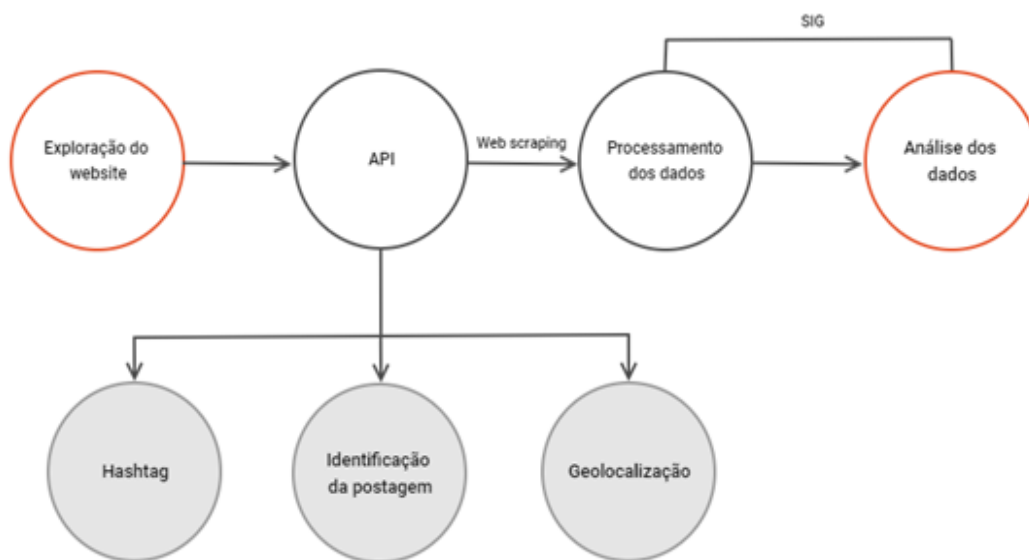 SIG
Exploração do
website
API
Web scraping
Processamento
dos dados
Análise dos
dados
Hashtag
Identificação
da postagem
Geolocalização